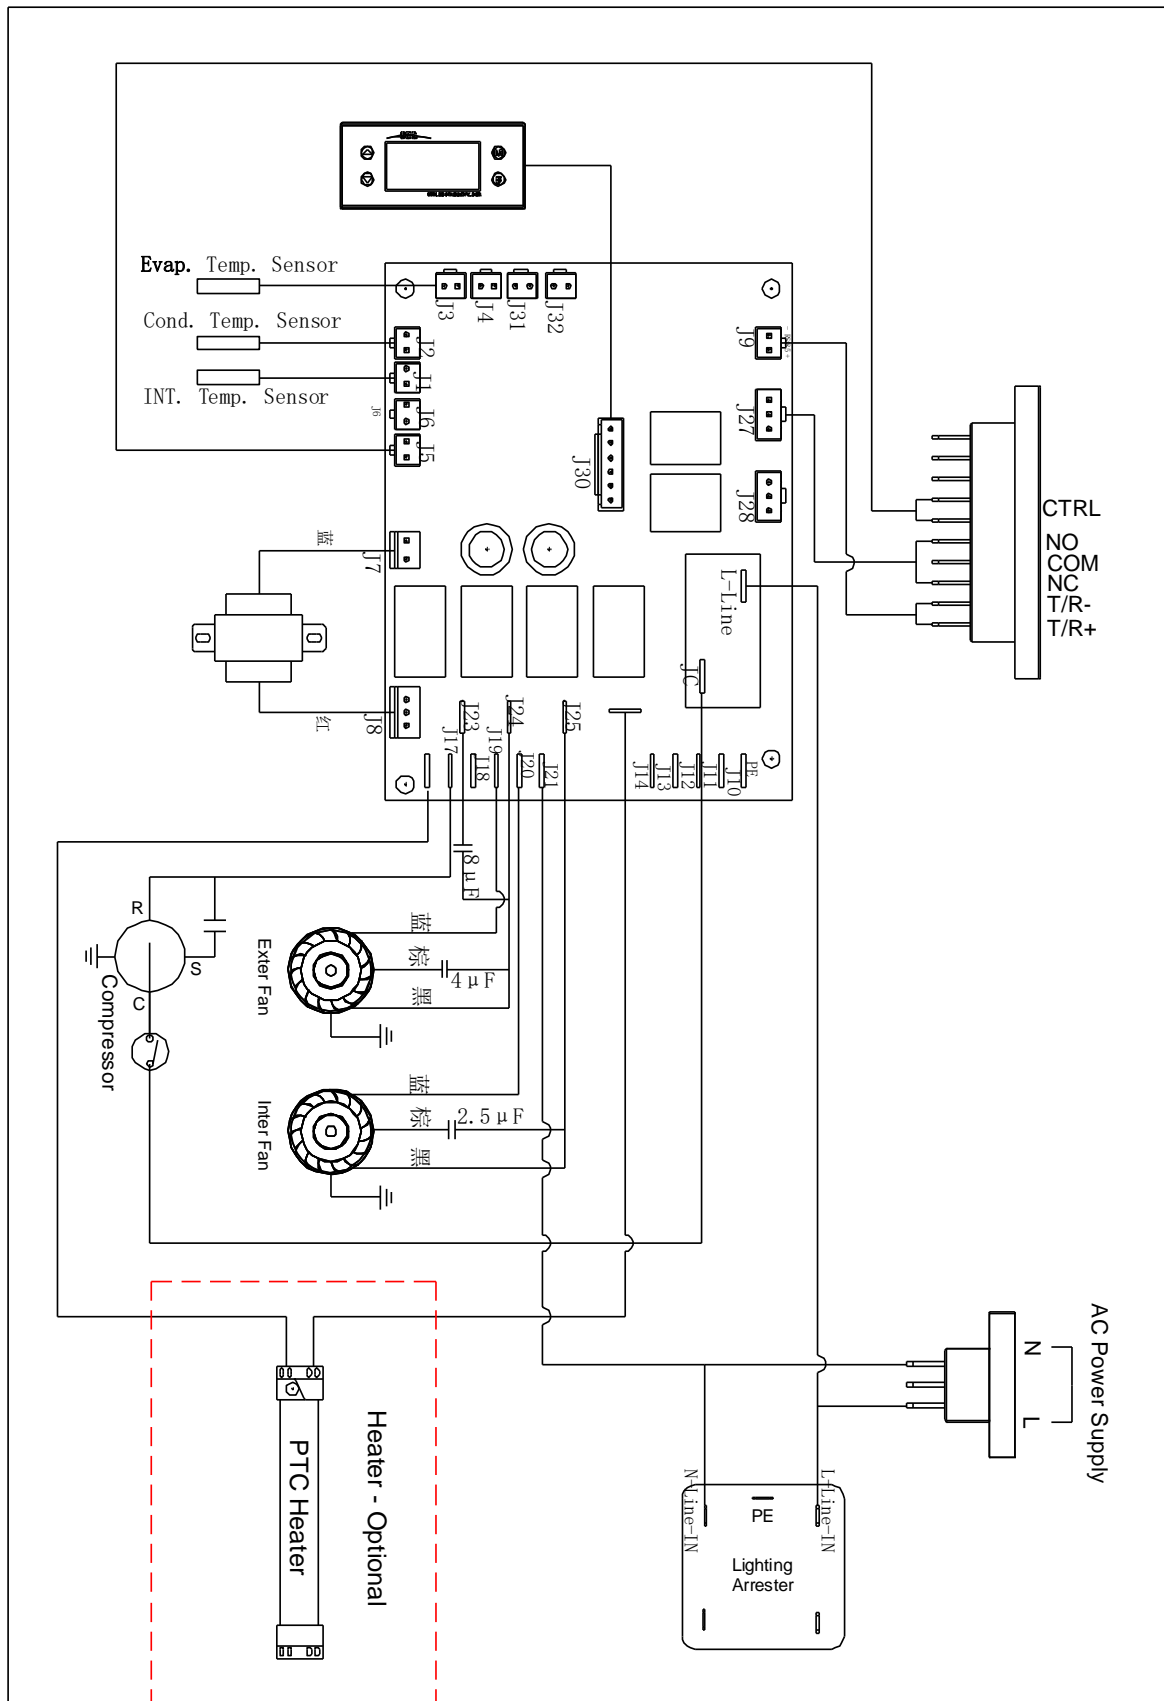 Evap. Temp. Sensor
Cond. Temp. Sensor
INT. Temp. Sensor
J3
J4
J31
J32
J2
J1
J6
J6
J5
J9
J27
J28
J30
CTRL
NO
COM
NC
T/R-
T/R+
蓝
J7
L-Line
JC
红
J8
J23
J24
J25
J17
J18
J19
J20
J21
J14
J13
J12
J11
J10
PE
8μF
R
S
C
Compressor
Exter Fan
蓝
棕
4μF
黑
Inter Fan
蓝
棕
2.5μF
黑
AC Power Supply
N
L
Heater - Optional
PTC Heater
N-Line-IN
L-Line-IN
PE
Lighting
Arrester